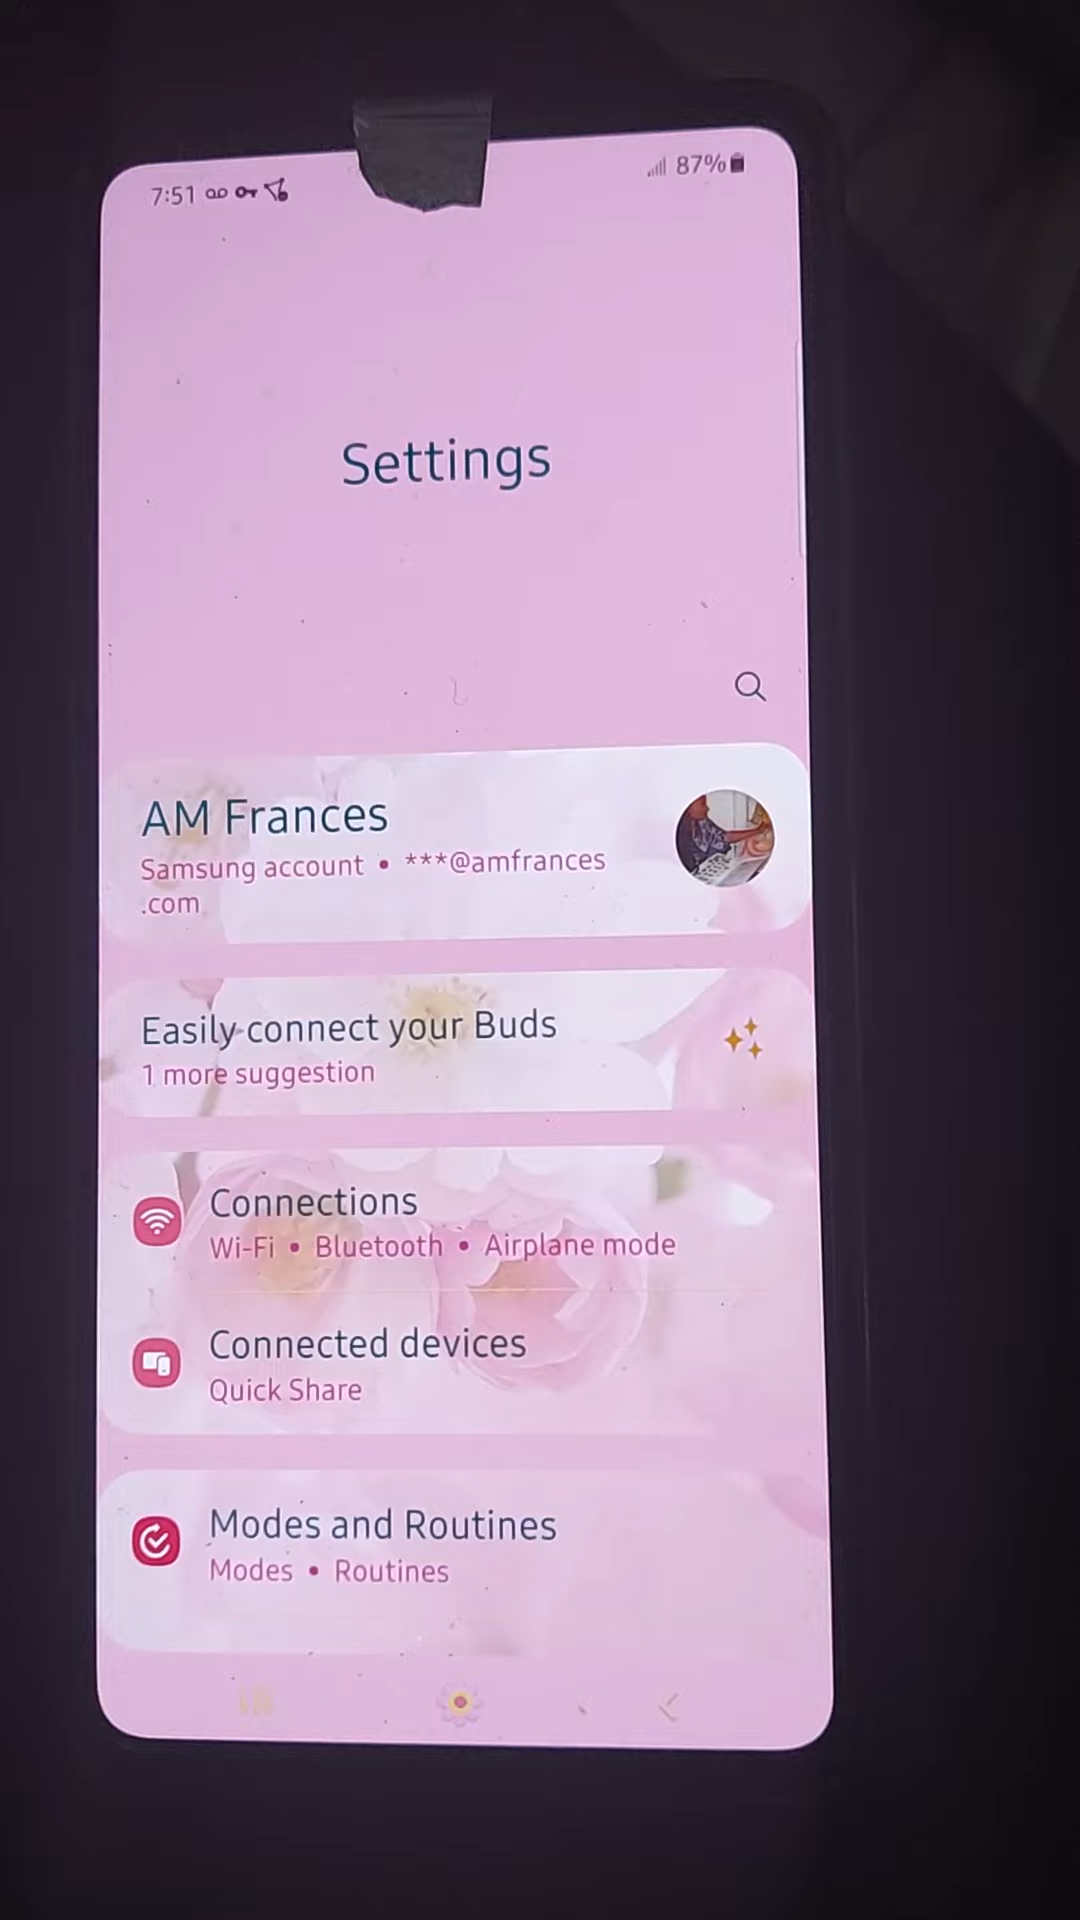 7:51
87%
Settings
AM Frances
Samsung account • ***@amfrances
.com
Easily connect your Buds
1 more suggestion
Connections
Wi-Fi • Bluetooth • Airplane mode
Connected devices
Quick Share
Modes and Routines
Modes • Routines